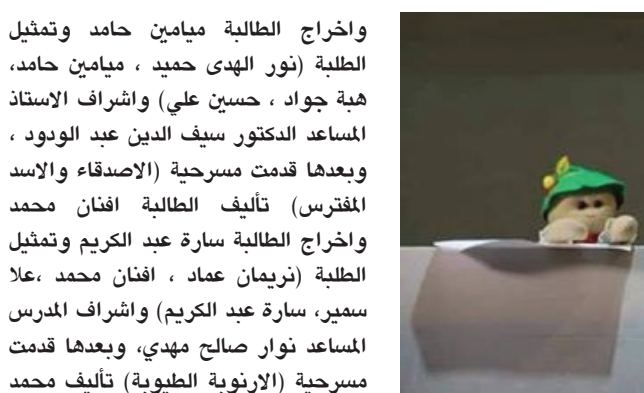 واخراج الطالبة ميامين حامد وتمثيل
الطلبة (نور الهدى حميد ، ميامين حامد،
هبة جواد ، حسين علي) واشراف الاستاذ
المساعد الدكتور سيف الدين عبد الودود ،
وبعدها قدمت مسرحية (الاصدقاء والاسد
المفترس) تأليف الطالبة افنان محمد
واخراج الطالبة سارة عبد الكريم وتمثيل
الطلبة (نريمان عماد ، افنان محمد ،علا
سمير، سارة عبد الكريم) واشراف المدرس
المساعد نوار صالح مهدي، وبعدها قدمت
مسرحية (الارنوبة الطيوبة) تأليف محمد